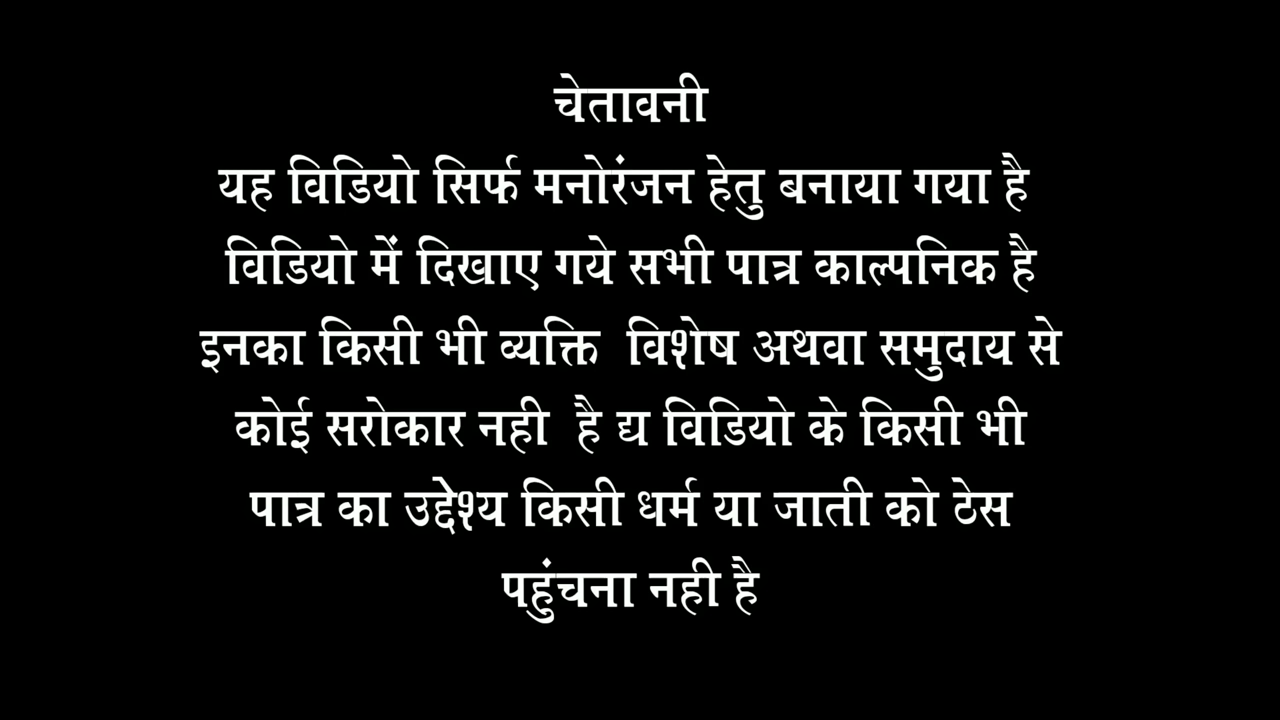 चेतावनी
यह विडियो सिर्फ मनोरंजन हेतु बनाया गया है
विडियो में दिखाए गये सभी पात्र काल्पनिक है
इनका किसी भी व्यक्ति विशेष अथवा समुदाय से
कोई सरोकार नही है द्य विडियो के किसी भी
पात्र का उद्देेश्य किसी धर्म या जाती को ठेस
पहुंचना नही है